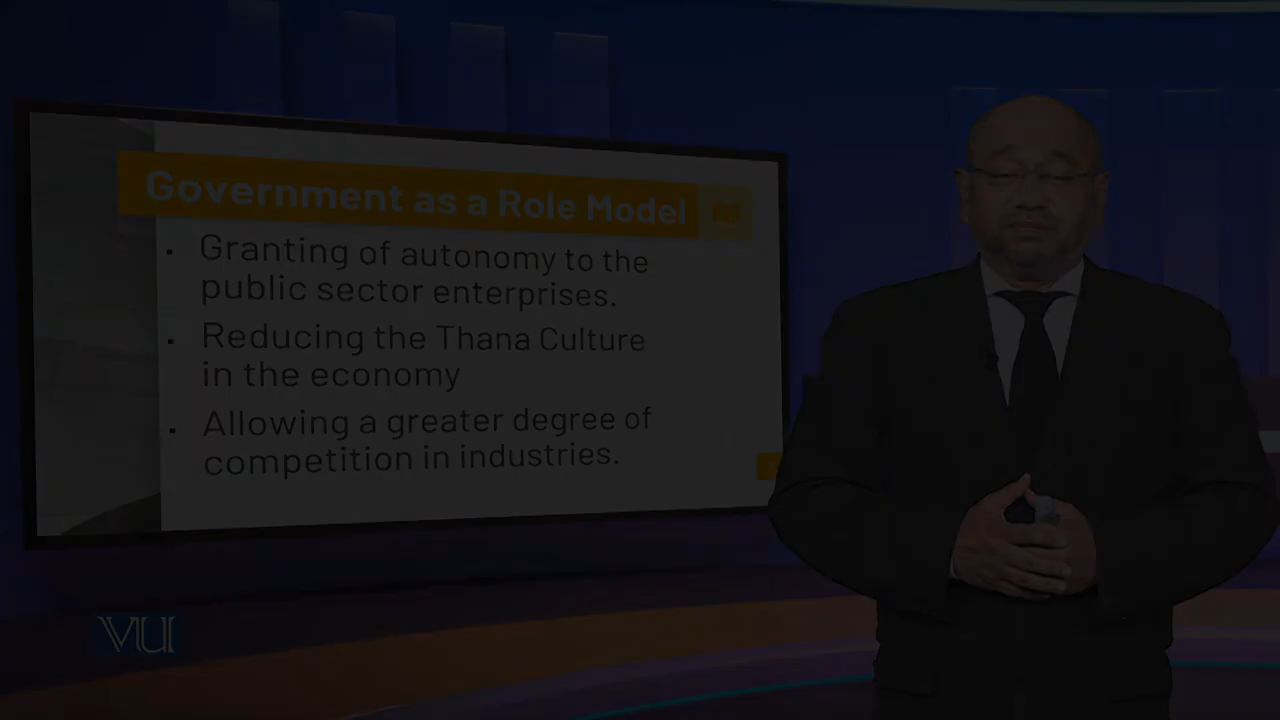 Government as a Role Model
• Granting of autonomy to the
public sector enterprises.
• Reducing the Thana Culture
in the economy
• Allowing a greater degree of
competition in industries.
VU